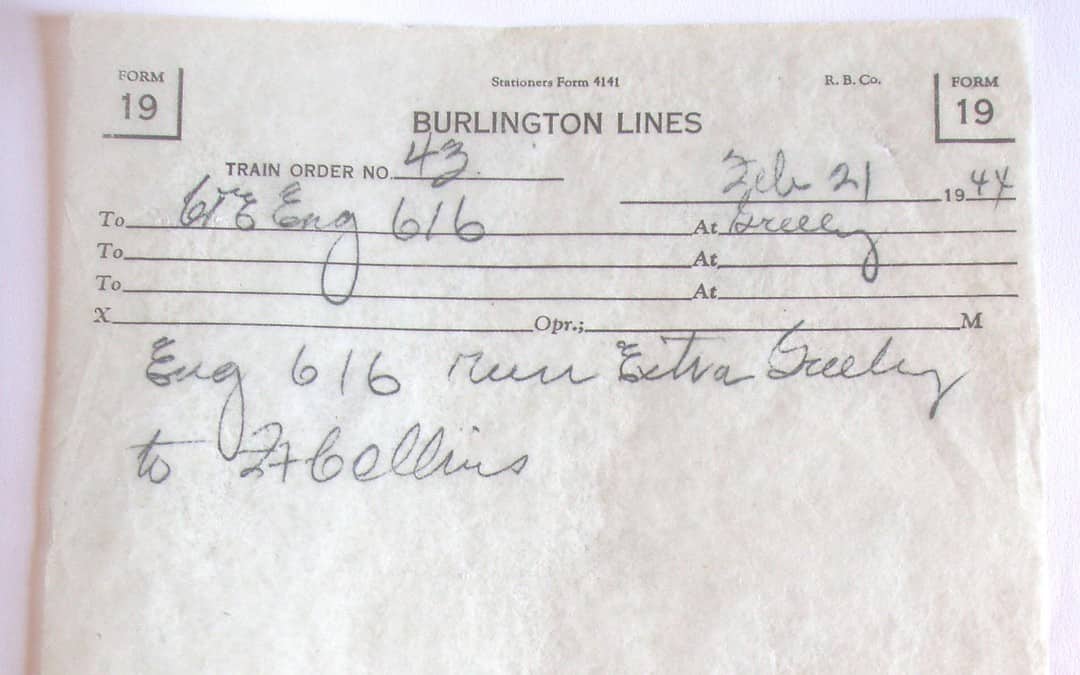 FORM 19 Stationers Form 4141 R. B. Co. FORM 19
BURLINGTON LINES
TRAIN ORDER NO. 43 Feb 21 1944
To C&E Eng 616 At Greeley
To At
To At
X Opr.; M
Eng 616 run Extra Greeley
to Ft Collins